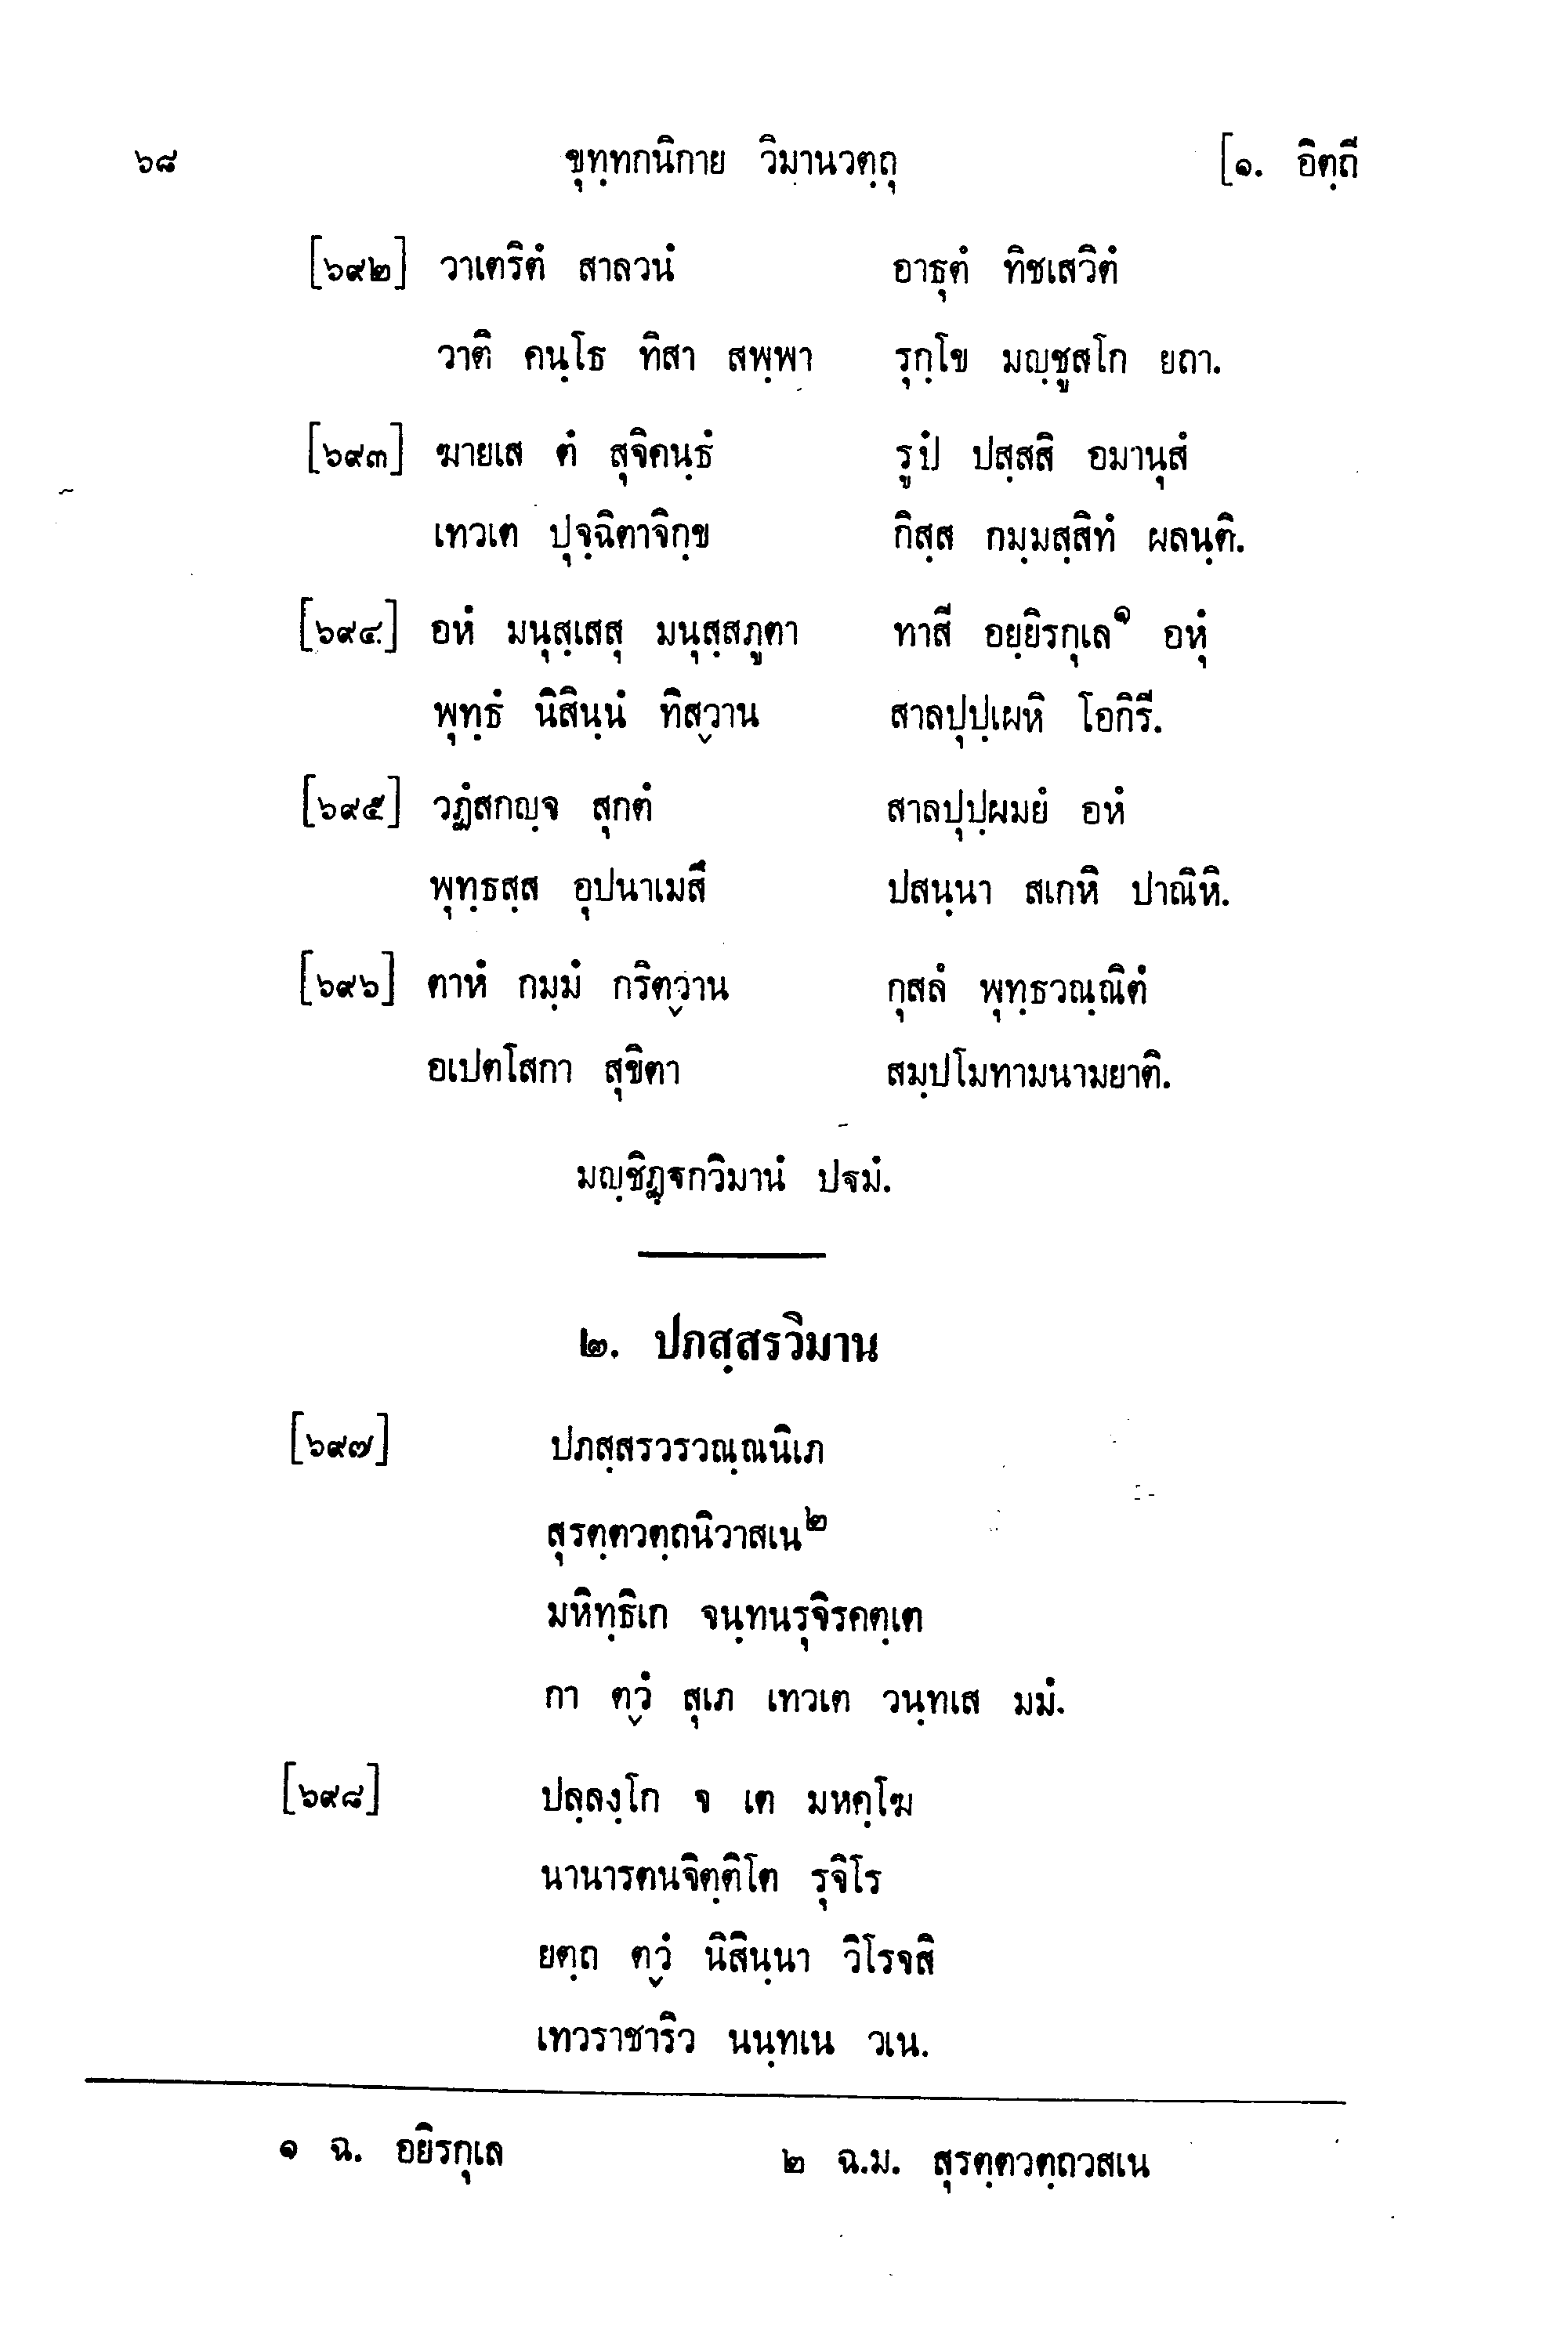 ๖๘ ขุทฺทกนิกาย วิมานวตฺถุ [๑. อิตฺถี
[๖๙๒] วาเตริตํ สาลวนํ อาธุตํ ทิชเสวิตํ
วาติ คนฺโธ ทิสา สพฺพา รุกฺโข มญฺชูสโก ยถา.
[๖๙๓] ฆายเส ตํ สุจิคนฺธํ รูปํ ปสฺสสิ อมานุสํ
เทวเต ปุจฺฉิตาจิกฺข กิสฺส กมฺมสฺสิทํ ผลนฺติ.
[๖๙๔] อหํ มนุสฺเสสุ มนุสฺสภูตา ทาสี อยฺยิรกุเล๑ อหุํ
พุทฺธํ นิสินฺนํ ทิสฺวาน สาลปุปฺเผหิ โอกิรึ.
[๖๙๕] วฏํสกญฺจ สุกตํ สาลปุปฺผมยํ อหํ
พุทฺธสฺส อุปนาเมสึ ปสนฺนา สเกหิ ปาณิหิ.
[๖๙๖] ตาหํ กมฺมํ กริตฺวาน กุสลํ พุทฺธวณฺณิตํ
อเปตโสกา สุขิตา สมฺปโมทามนามยาติ.
มญฺชิฏฺฐกวิมานํ ปฐมํ.
๒. ปภสฺสรวิมาน
[๖๙๗] ปภสฺสรวรวณฺณนิเภ
สุรตฺตวตฺถนิวาสเน๒
มหิทฺธิเก จนฺทนรุจิรคตฺเต
กา ตฺวํ สุเภ เทวเต วนฺทเส มมํ.
[๖๙๘] ปลฺลงฺโก จ เต มหคฺโฆ
นานารตนจิตฺติโต รุจิโร
ยตฺถ ตฺวํ นิสินฺนา วิโรจสิ
เทวราชาริว นนฺทเน วเน.
๑ ฉ. อยิรกุเล ๒ ฉ.ม. สุรตฺตวตฺถวสเน